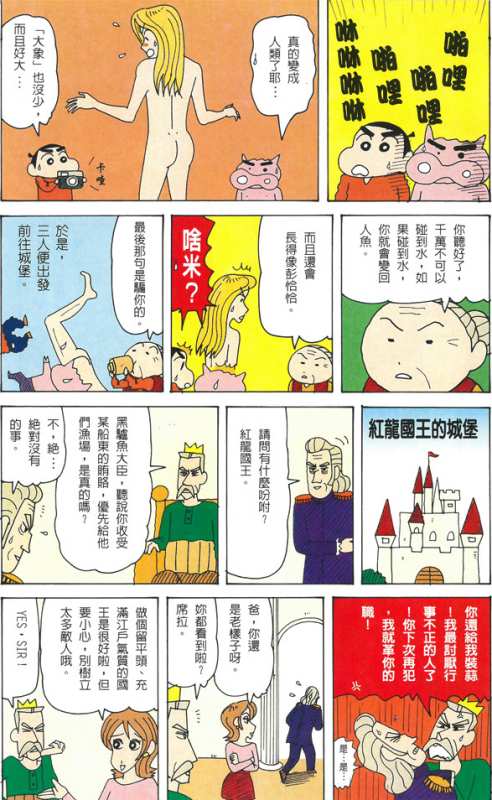 啪哩
啪哩
啪哩
咻咻咻咻
真的變成
人類了耶…
「大象」也沒少，
而且好大…
你聽好了，
千萬不可以
碰到水，如
果碰到水，
你就會變回
人魚。
而且還會
長得像彭恰恰。
啥米？
最後那句是騙你的。
於是，
三人便出發
前往城堡。
紅龍國王的城堡
請問有什麼吩咐？
紅龍國王。
黑驢魚大臣，聽說你收受
某船東的賄賂，優先給他
們漁場，是真的嗎？
不，絕…
絕對沒有
的事。
你還給我裝蒜
！我最討厭行
事不正的人了
！你下次再犯
，我就革你的
職！
是…是……
爸，你還
是老樣子呀。
妳都看到啦？
席拉。
做個留平頭、充
滿江戶氣質的國
王是很好啦，但
要小心，別樹立
太多敵人哦。
YES，SIR！